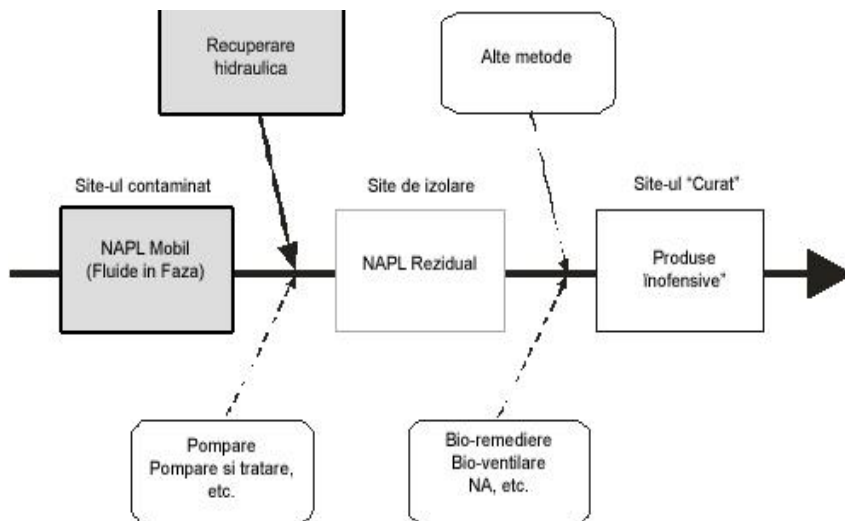 Recuperare
hidraulica
Alte metode
Site-ul contaminat
Site de izolare
Site-ul "Curat"
NAPL Mobil
(Fluide in Faza)
NAPL Rezidual
Produse
înofensive*
Pompare
Pompare si tratare,
etc.
Bio-remediere
Bio-ventilare
NA, etc.